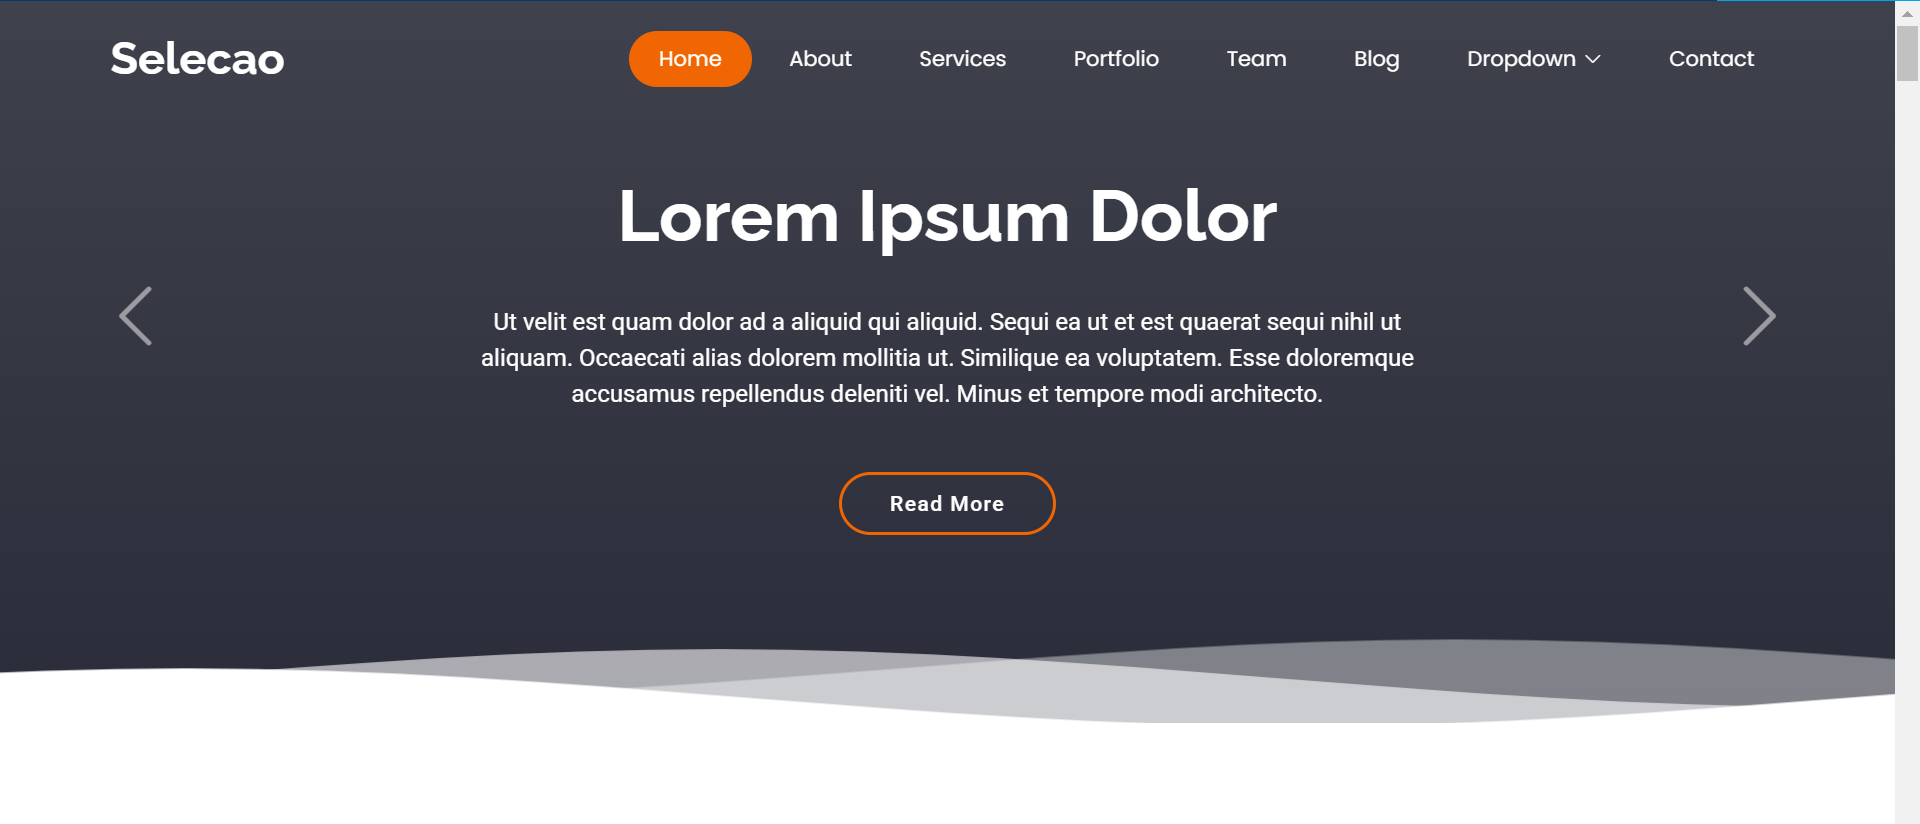 Selecao
Home About Services Portfolio Team Blog Dropdown Contact
Lorem Ipsum Dolor
Ut velit est quam dolor ad a aliquid qui aliquid. Sequi ea ut et est quaerat sequi nihil ut
aliquam. Occaecati alias dolorem mollitia ut. Similique ea voluptatem. Esse doloremque
accusamus repellendus deleniti vel. Minus et tempore modi architecto.
Read More